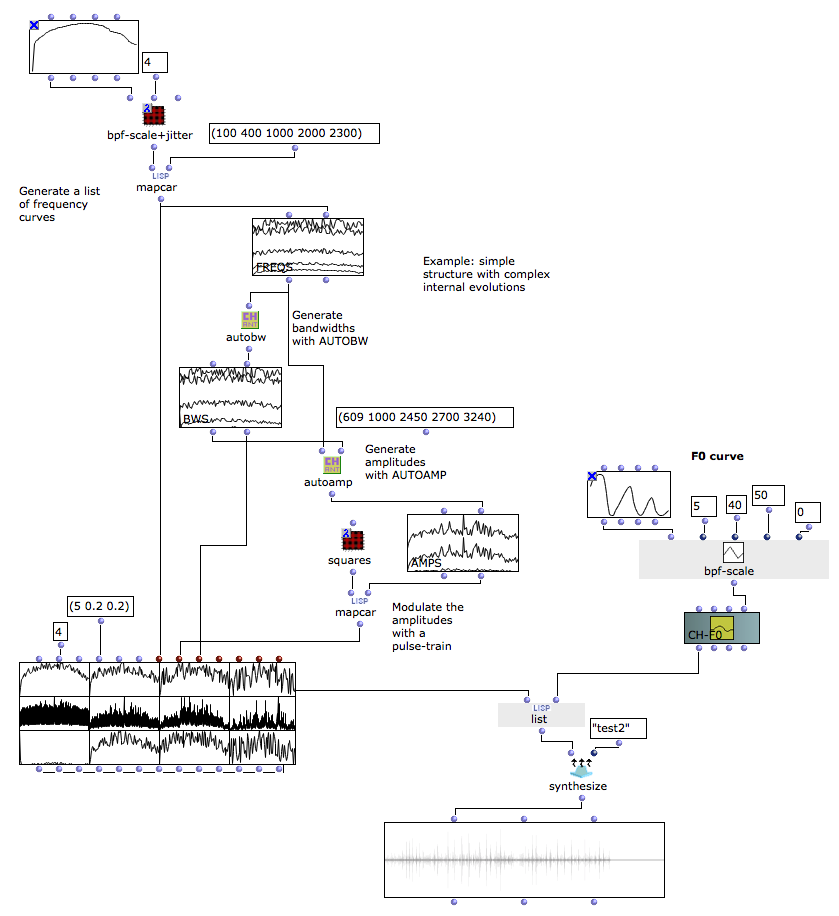 4
bpf-scale+jitter
(100 400 1000 2000 2300)
LISP
mapcar
Generate a list
of frequency
curves
FREQS
Example: simple
structure with complex
internal evolutions
CH
ANT
autobw
Generate
bandwidths
with AUTOBW
BWS
(609 1000 2450 2700 3240)
Generate
amplitudes
with AUTOAMP
CH
ANT
autoamp
F0 curve
5
40
50
0
bpf-scale
squares
AMPS
LISP
mapcar
Modulate the
amplitudes
with a
pulse-train
(5 0.2 0.2)
4
CH-F0
LISP
list
"test2"
synthesize